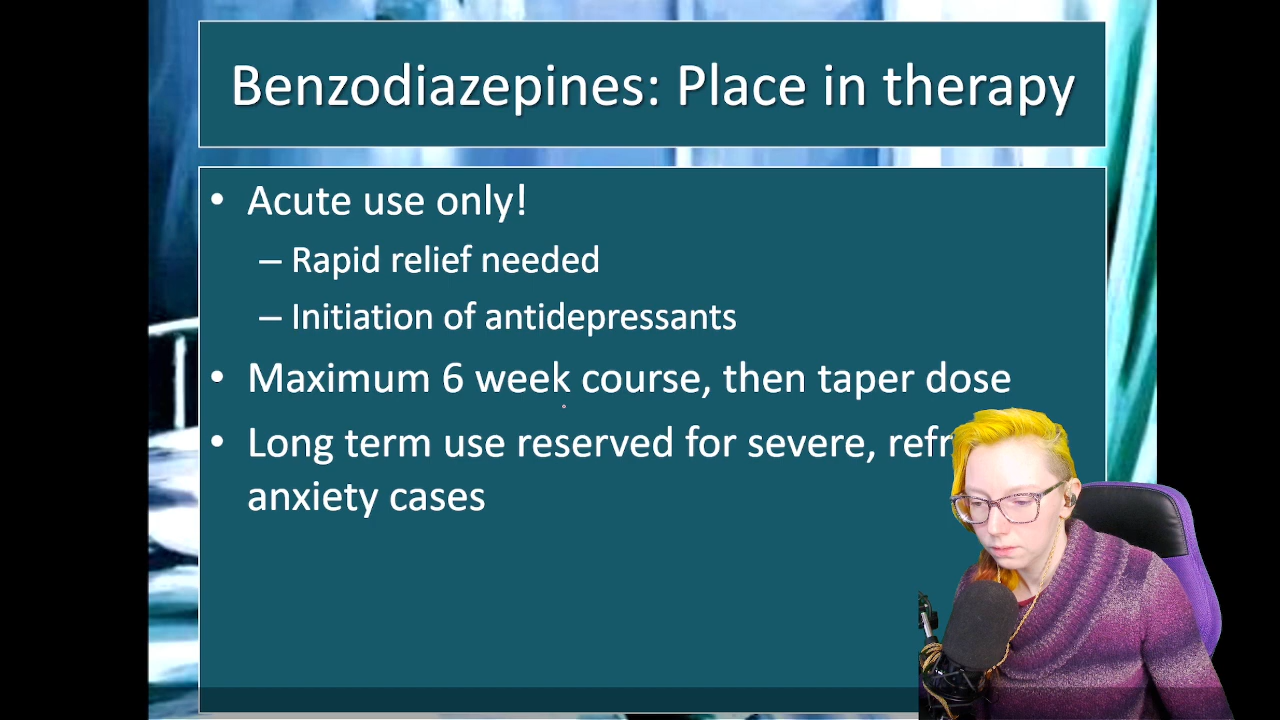 Benzodiazepines: Place in therapy
• Acute use only!
– Rapid relief needed
– Initiation of antidepressants
• Maximum 6 week course, then taper dose
• Long term use reserved for severe,
anxiety cases